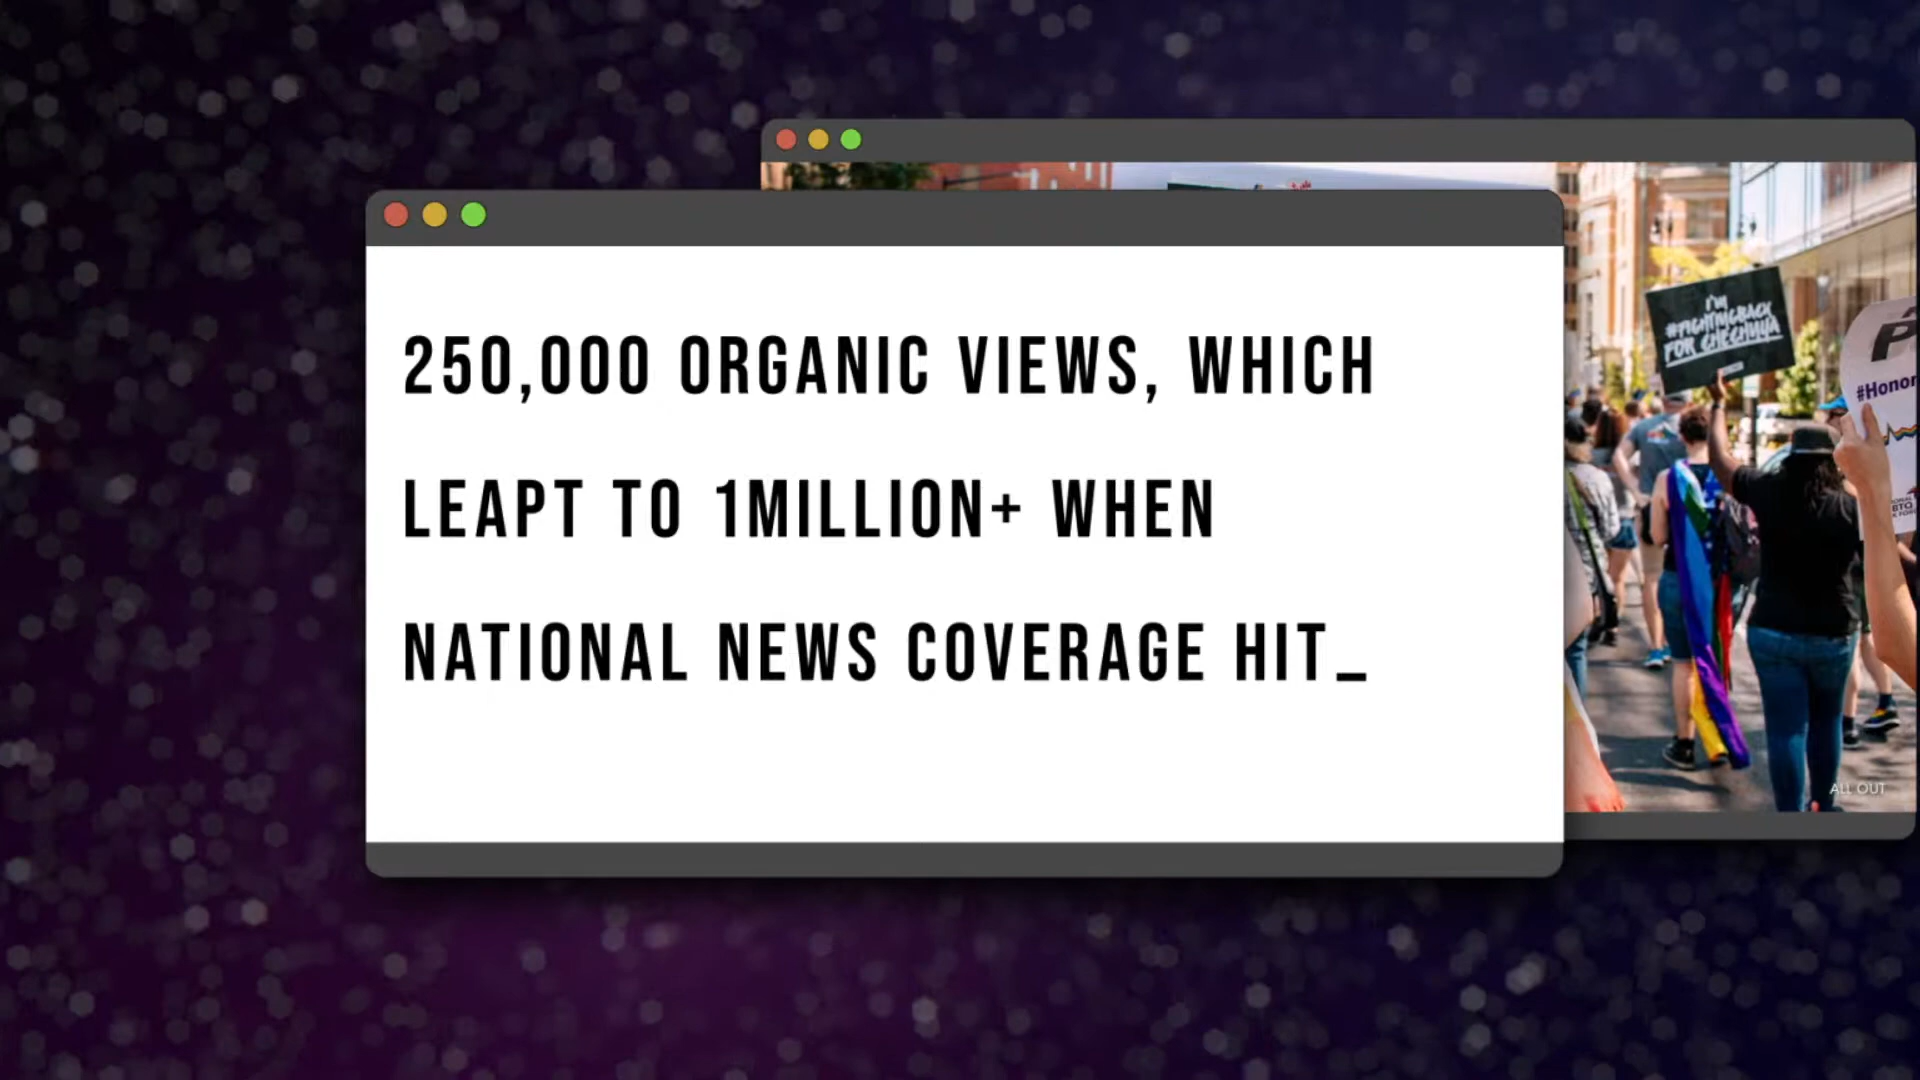 250,000 ORGANIC VIEWS, WHICH
LEAPT TO 1MILLION+ WHEN
NATIONAL NEWS COVERAGE HIT_
I'M
#FIGHTINGBACK
FOR CHECHNYA
#Honor
ALL OUT